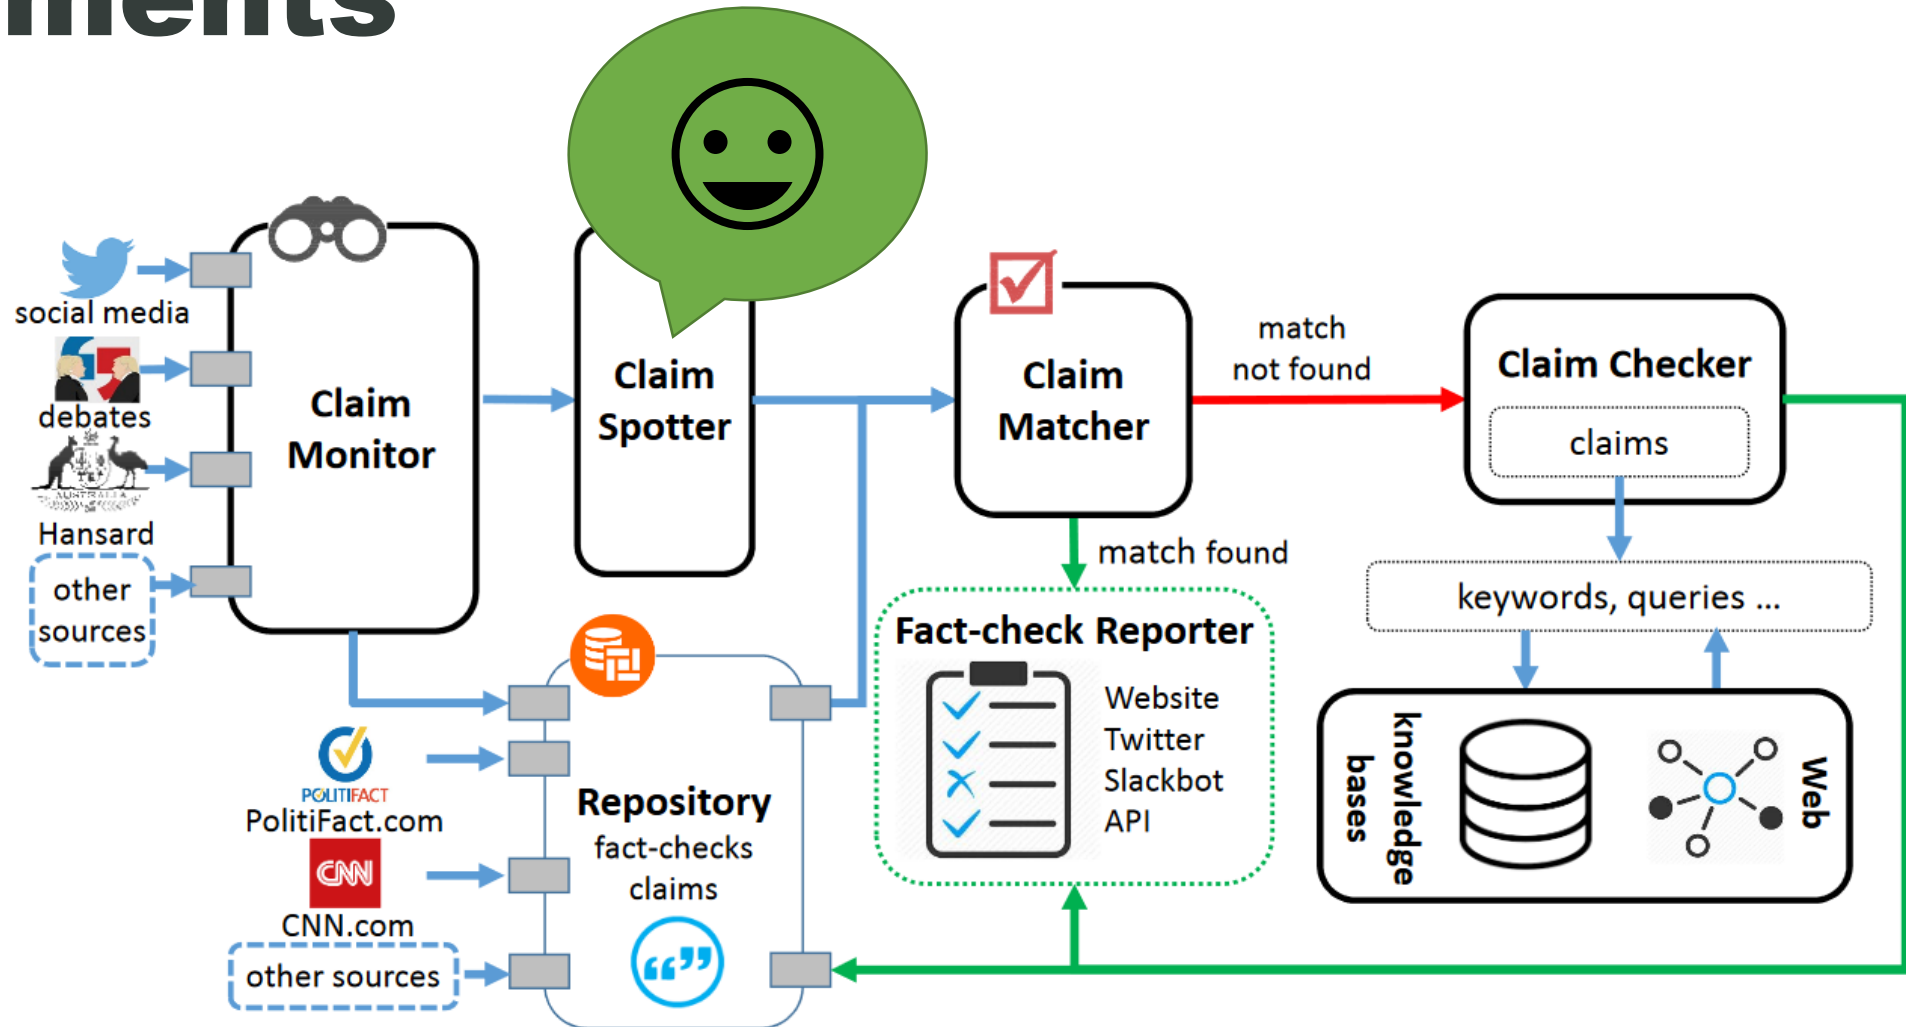 ments
social media
debates
AUSTRALIA
Hansard
other
sources
Claim
Monitor
Claim
Spotter
Claim
Matcher
match
not found
Claim Checker
claims
match found
keywords, queries ...
Fact-check Reporter
Website
Twitter
Slackbot
API
knowledge
bases
Web
POLITIFACT
PolitiFact.com
CNN
CNN.com
other sources
Repository
fact-checks
claims